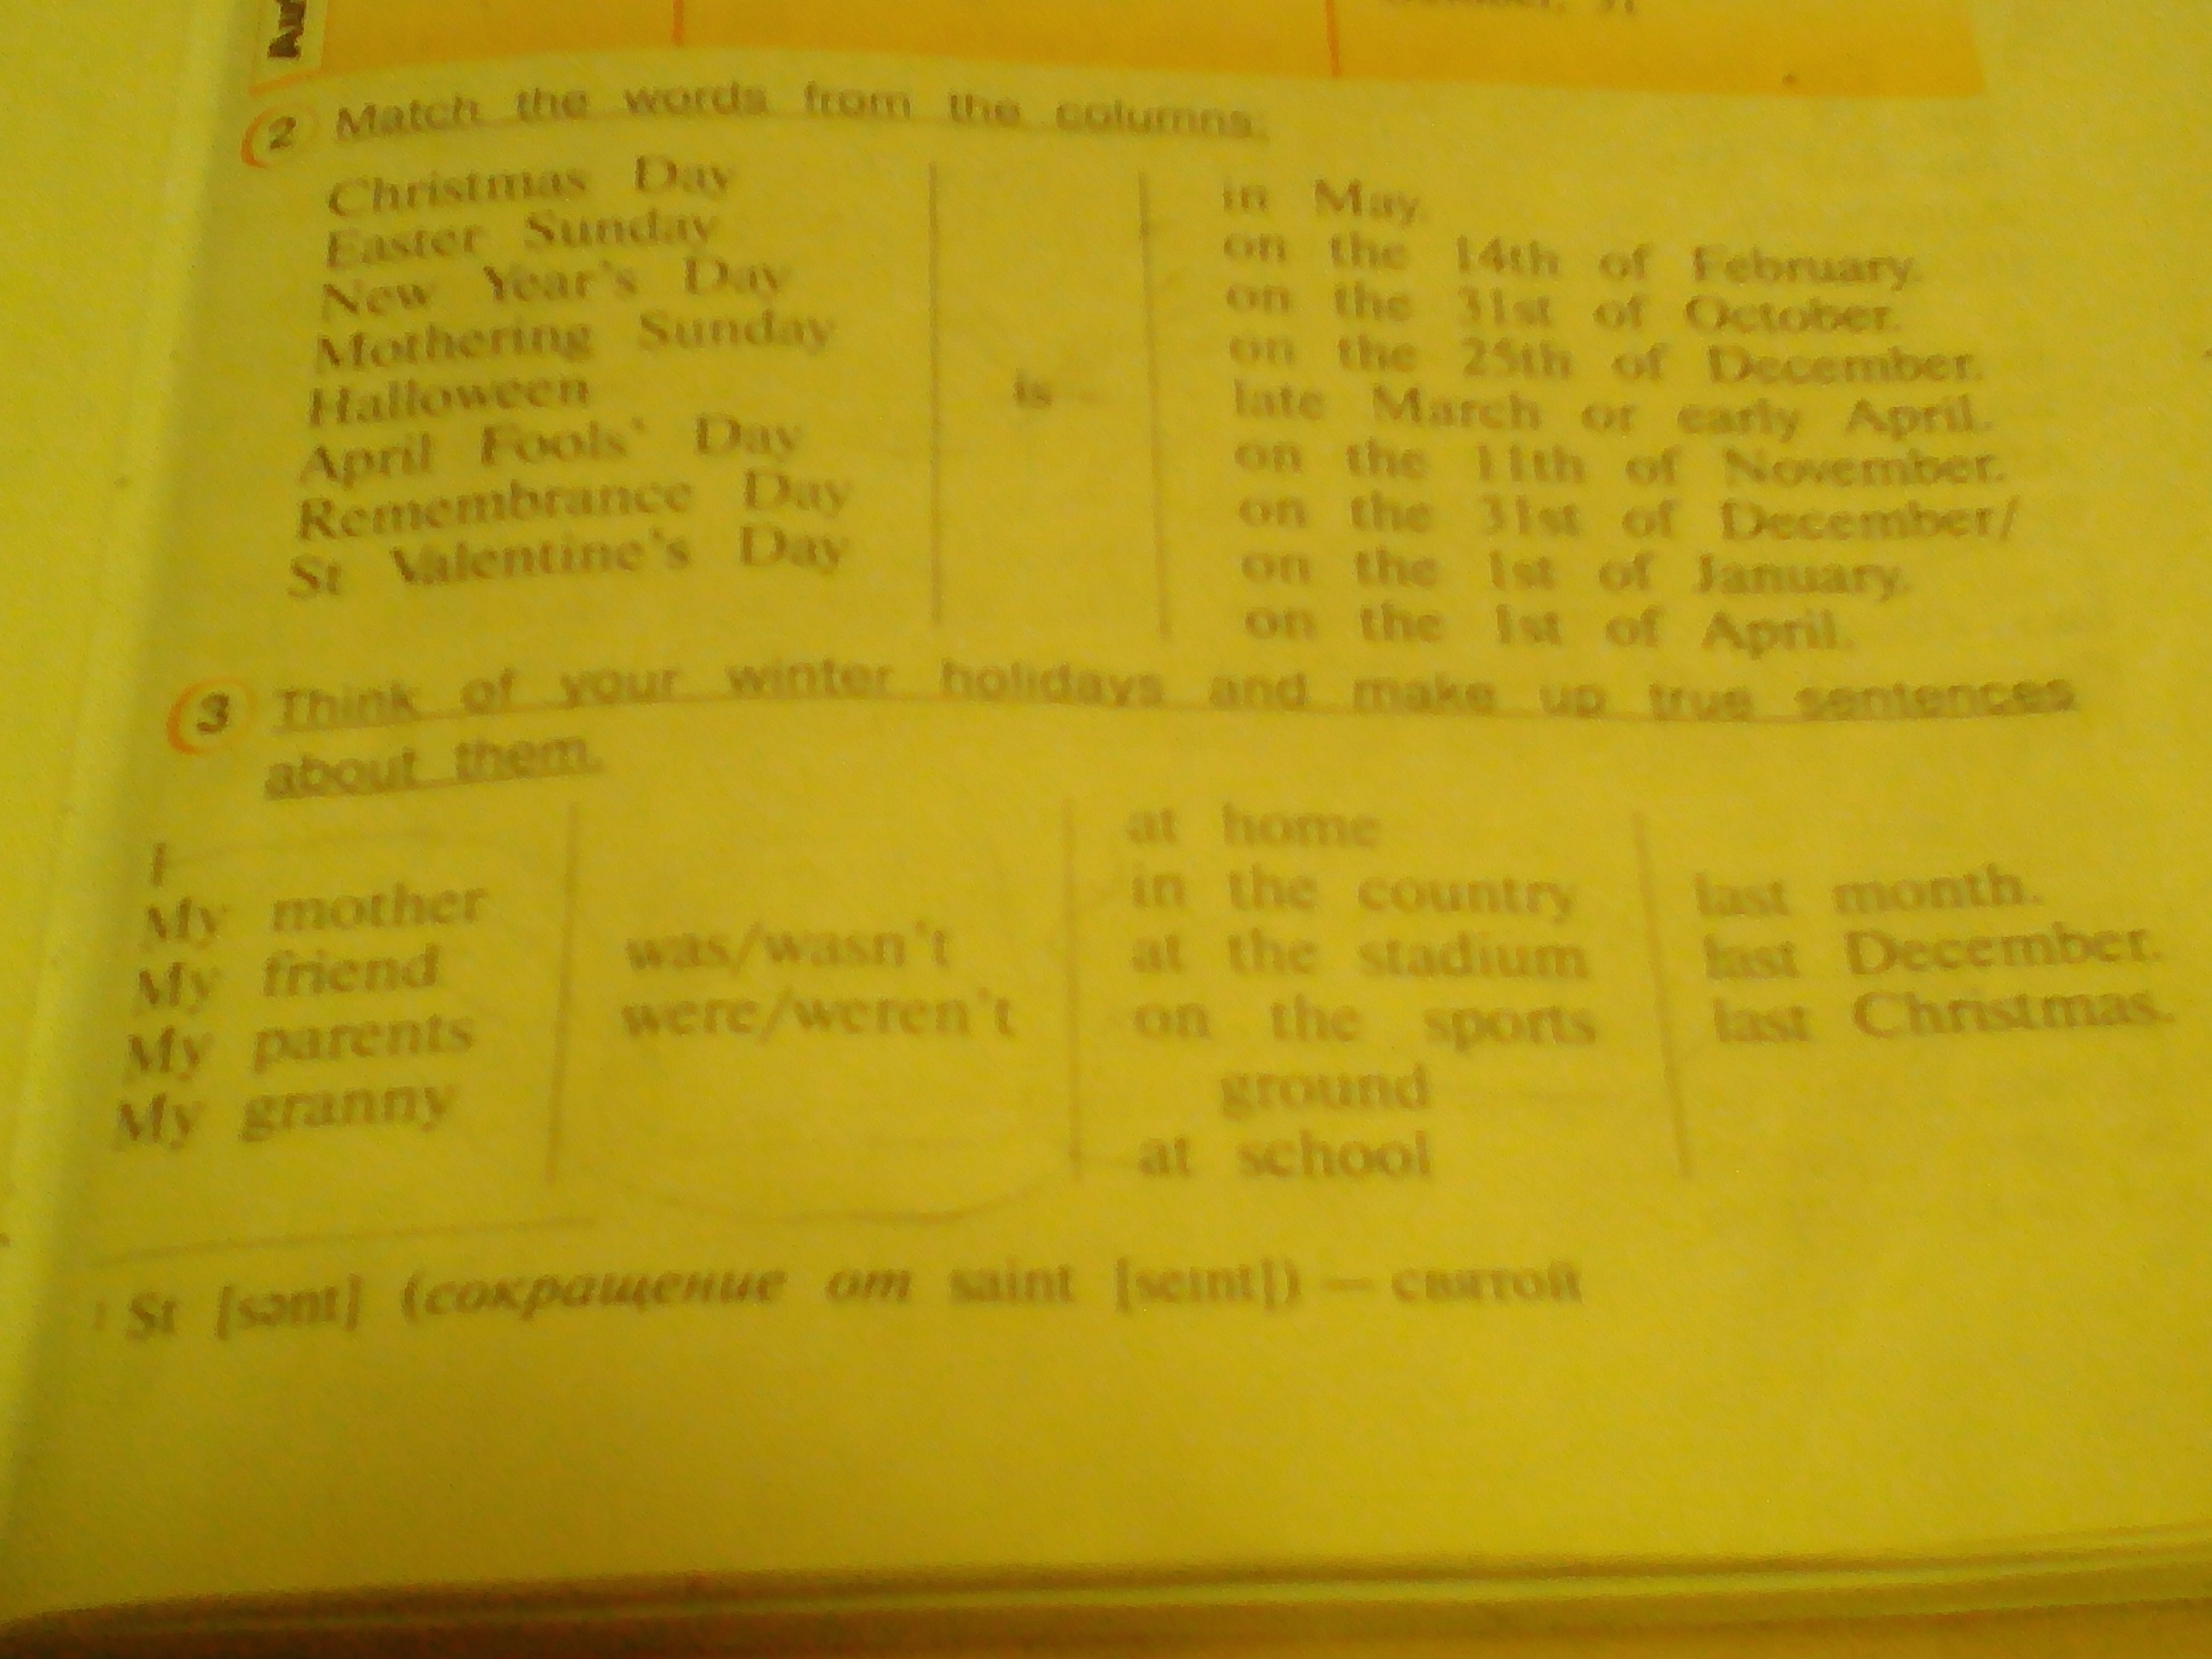 2 Match the words from the columns.
Christmas Day
Easter Sunday
New Year's Day
Mothering Sunday
Halloween
April Fools' Day
Remembrance Day
St Valentine's Day
is
in May.
on the 14th of February.
on the 31st of October.
on the 25th of December.
late March or early April.
on the 11th of November.
on the 31st of December/
on the 1st of January.
on the 1st of April.
3 Think of your winter holidays and make up true sentences
about them.
I
My mother
My friend
My parents
My granny
was/wasn't
were/weren't
at home
in the country
at the stadium
on the sports
ground
at school
last month.
last December.
last Christmas.
¹ St [sənt] (сокращение от saint [seint]) — святой